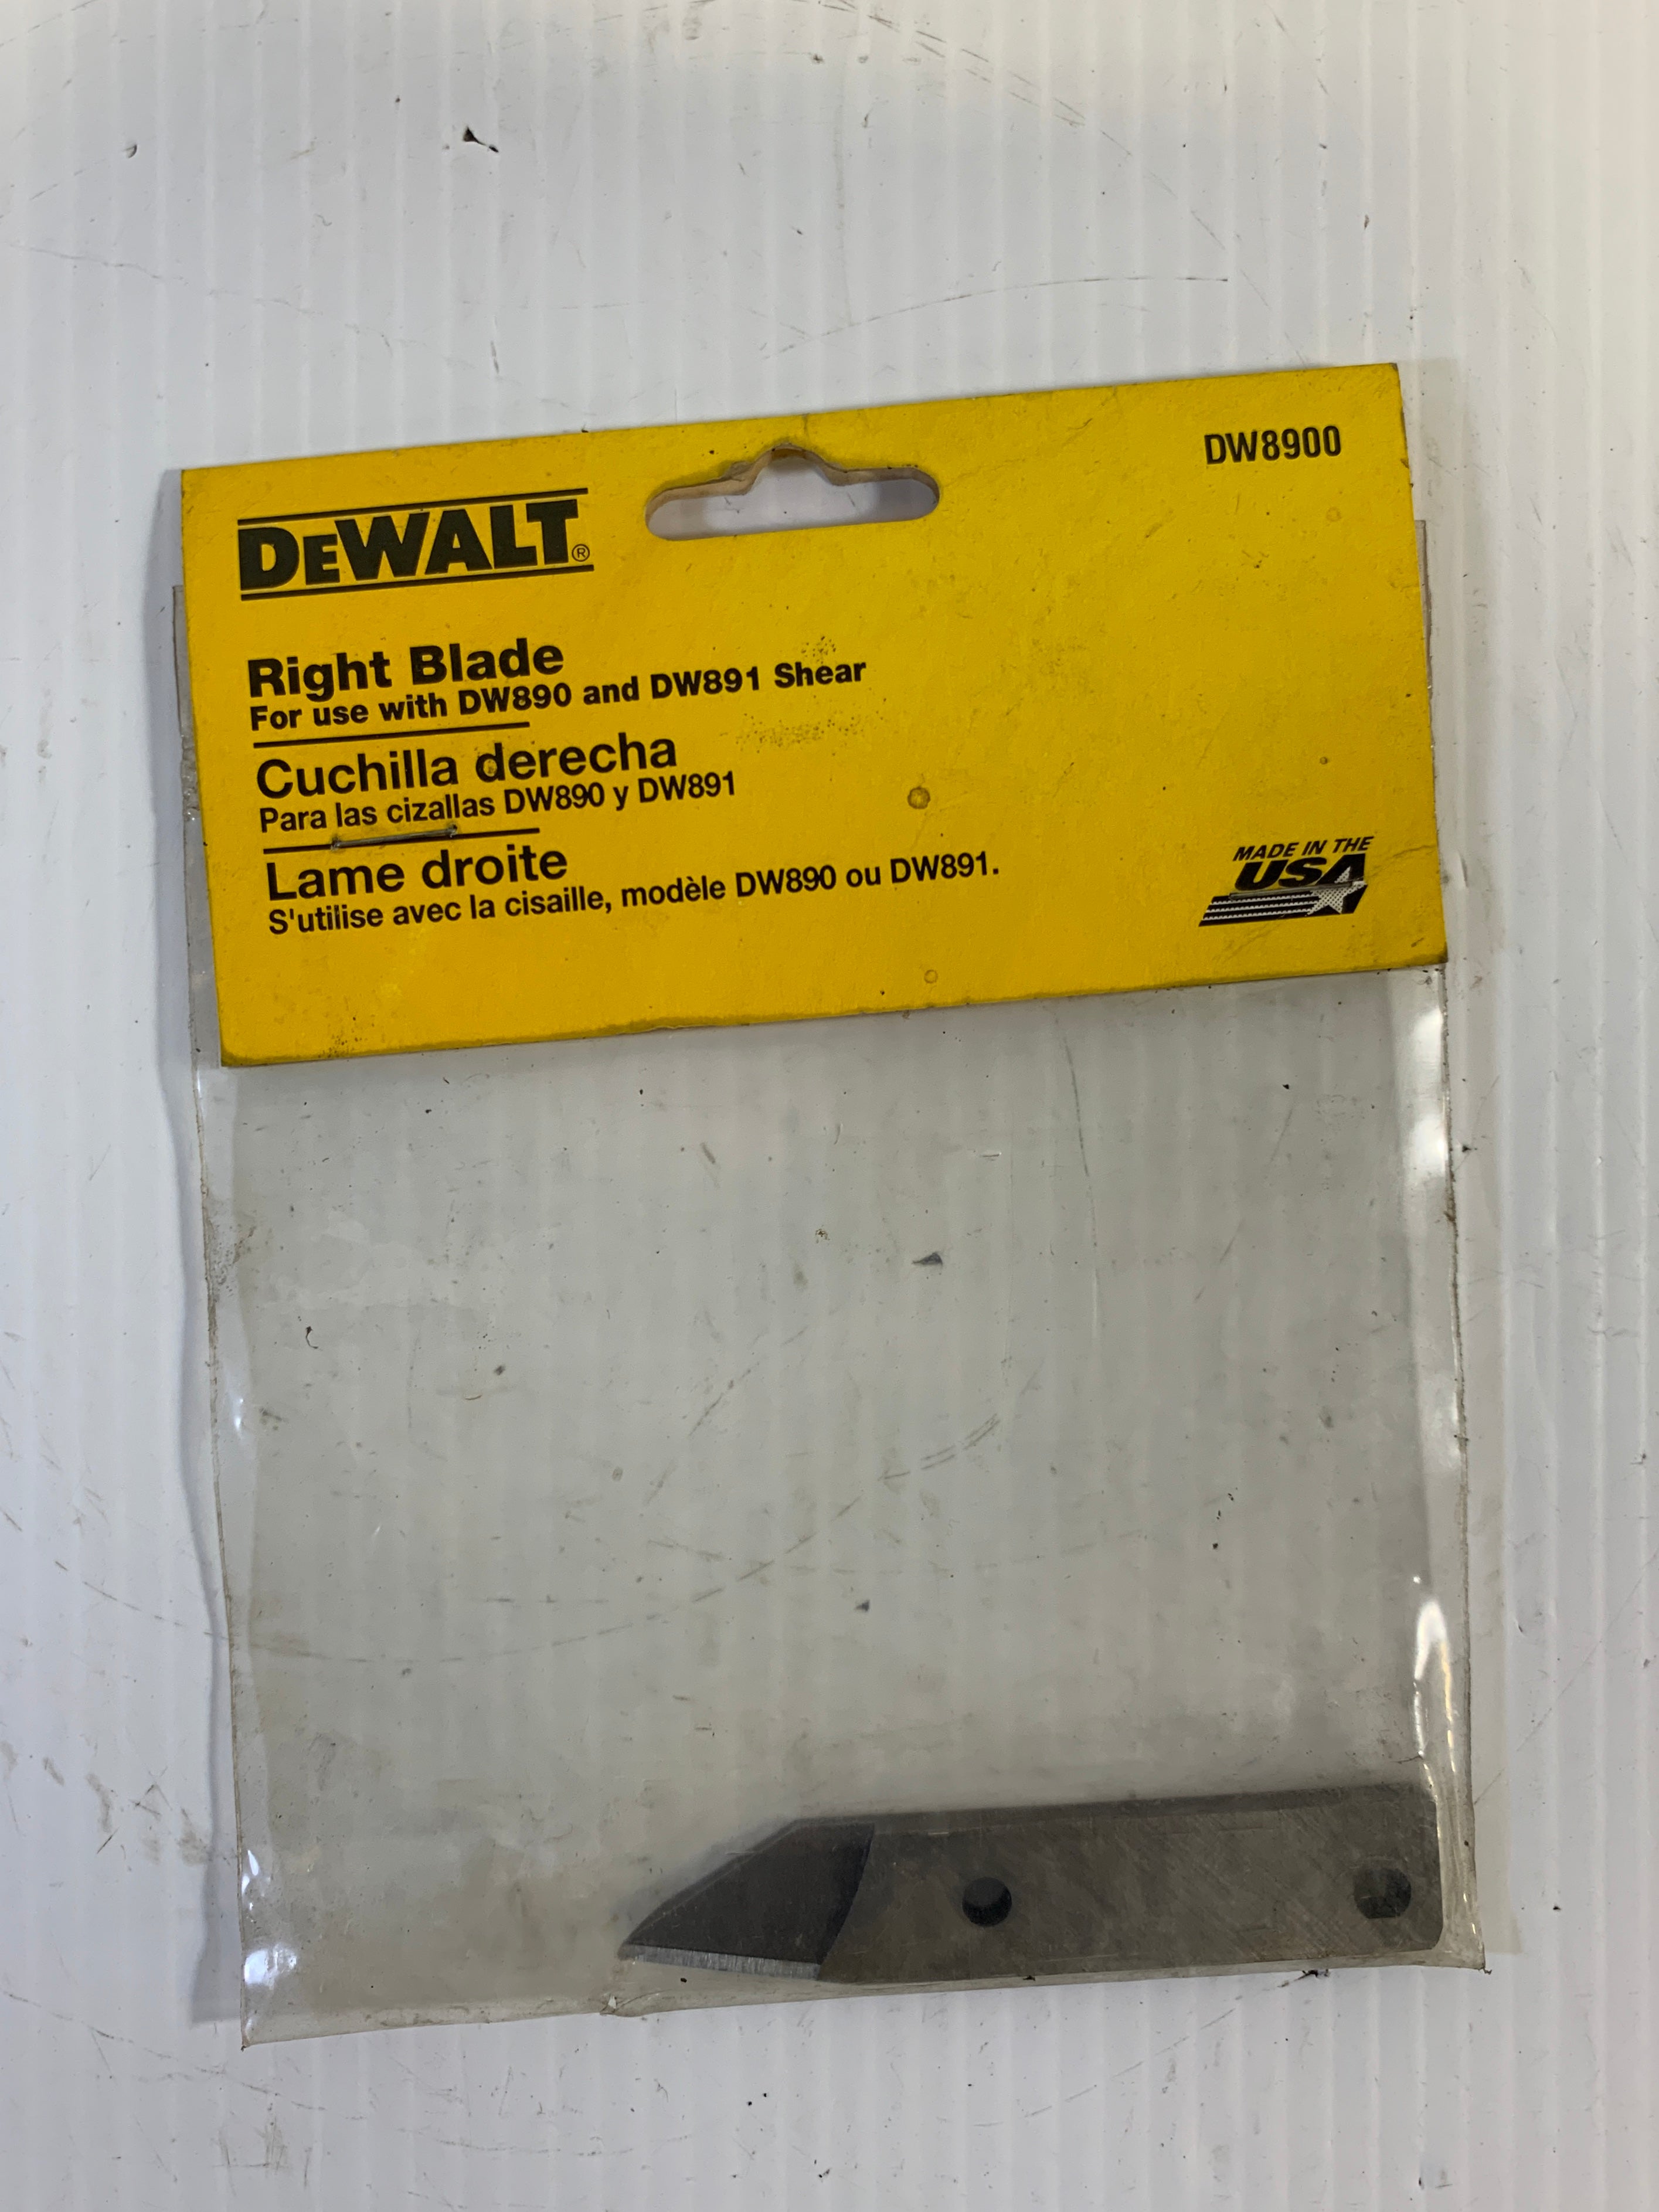 DW8900
DEWALT®
Right Blade
For use with DW890 and DW891 Shear
Cuchilla derecha
Para las cizallas DW890 y DW891
Lame droite
S'utilise avec la cisaille, modèle DW890 ou DW891.
MADE IN THE
USA